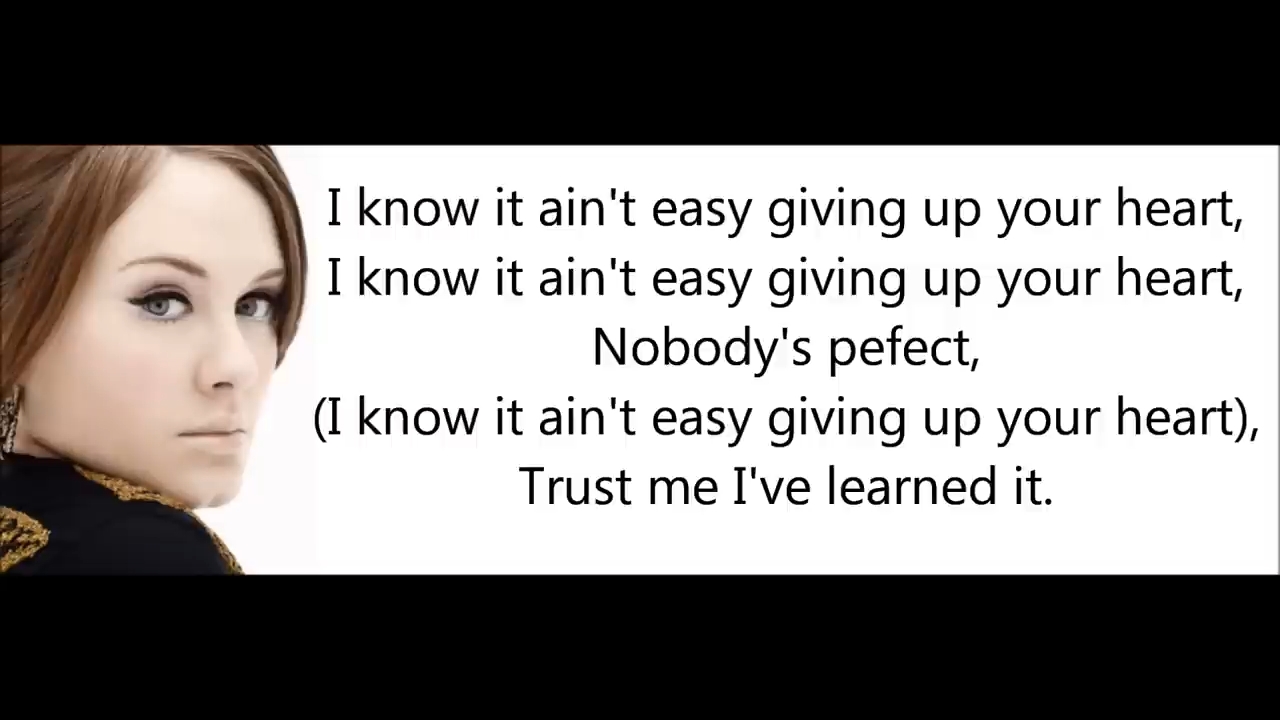 I know it ain't easy giving up your heart,
I know it ain't easy giving up your heart,
Nobody's pefect,
(I know it ain't easy giving up your heart),
Trust me I've learned it.